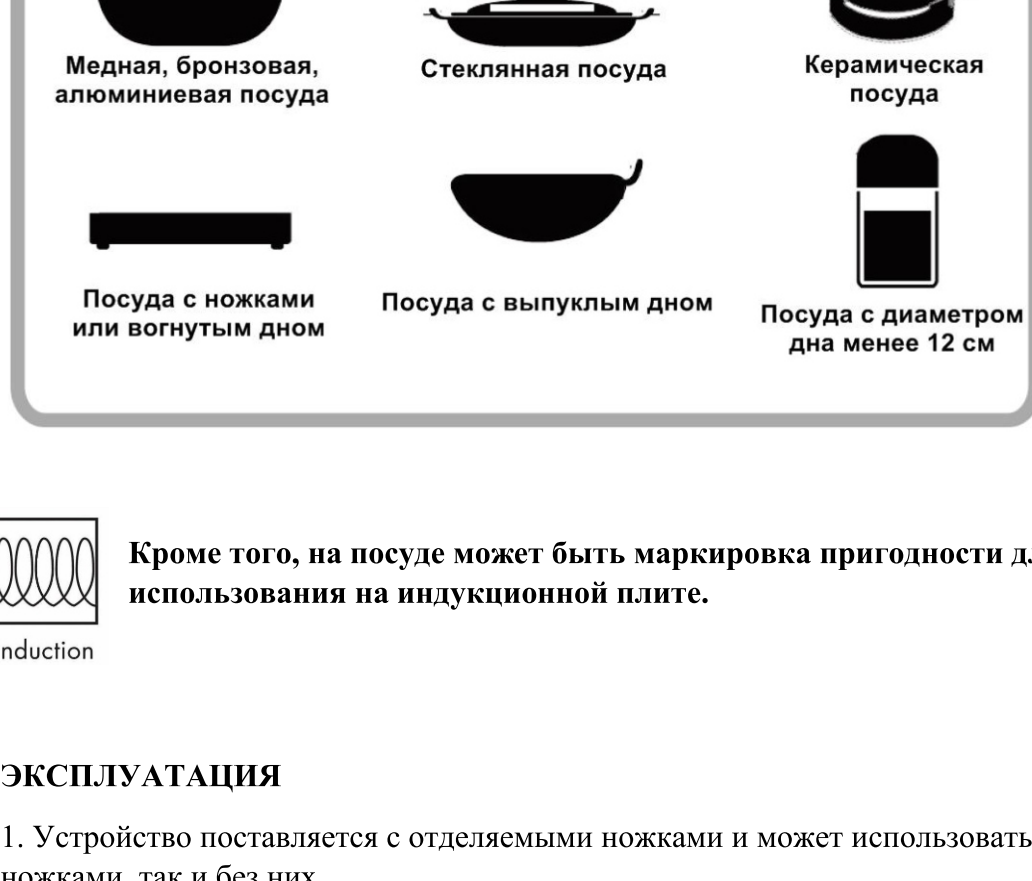 Медная, бронзовая,
алюминиевая посуда
Стеклянная посуда
Керамическая
посуда
Посуда с ножками
или вогнутым дном
Посуда с выпуклым дном
Посуда с диаметром
дна менее 12 см
Кроме того, на посуде может быть маркировка пригодности
использования на индукционной плите.
nduction
ЭКСПЛУАТАЦИЯ
1. Устройство поставляется с отделяемыми ножками и может использовать
ножками, так и без них